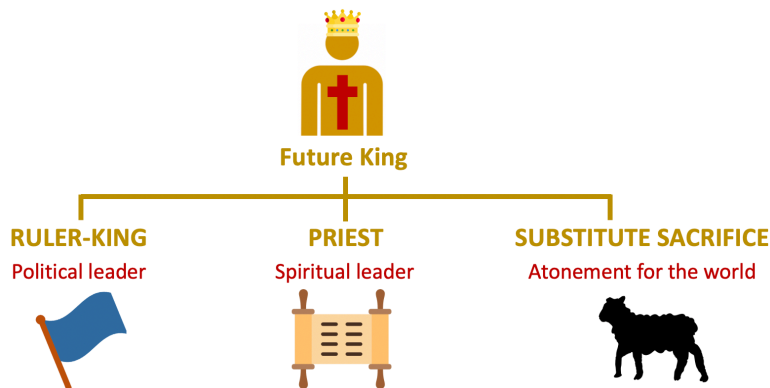 Future King
RULER-KING
Political leader
PRIEST
Spiritual leader
SUBSTITUTE SACRIFICE
Atonement for the world